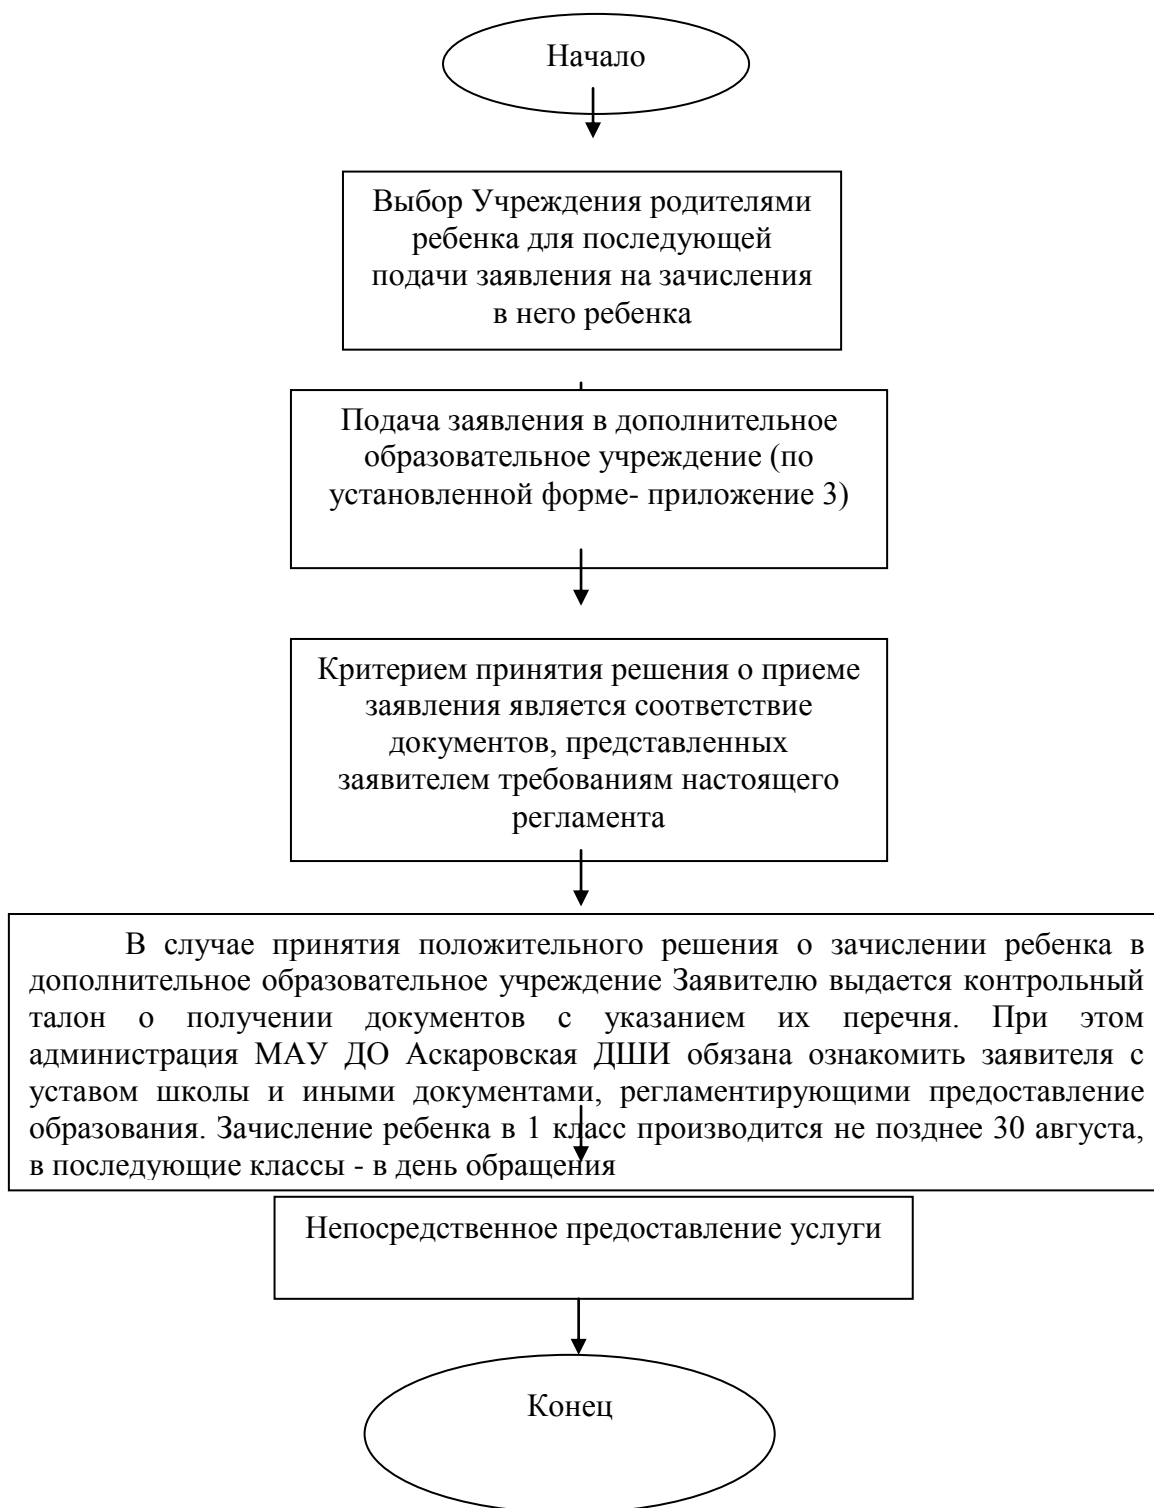 Начало
Выбор Учреждения родителями
ребенка для последующей
подачи заявления на зачисления
в него ребенка
Подача заявления в дополнительное
образовательное учреждение (по
установленной форме- приложение 3)
Критерием принятия решения о приеме
заявления является соответствие
документов, представленных
заявителем требованиям настоящего
регламента
В случае принятия положительного решения о зачислении ребенка в
дополнительное образовательное учреждение Заявителю выдается контрольный
талон о получении документов с указанием их перечня. При этом
администрация МАУ ДО Аскаровская ДШИ обязана ознакомить заявителя с
уставом школы и иными документами, регламентирующими предоставление
образования. Зачисление ребенка в 1 класс производится не позднее 30 августа,
в последующие классы - в день обращения
Непосредственное предоставление услуги
Конец